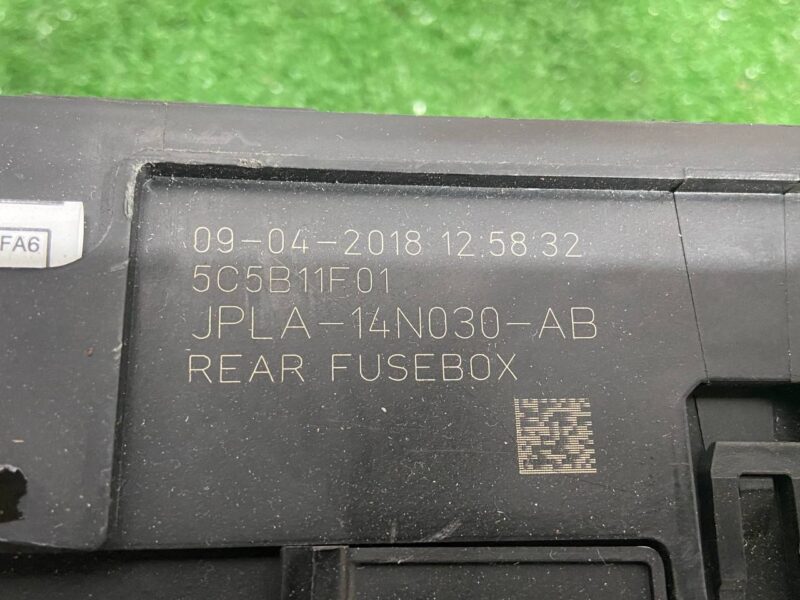 09-04-2018 12:58:32
5C5B11F01
JPLA-14N030-AB
REAR FUSEBOX
FA6